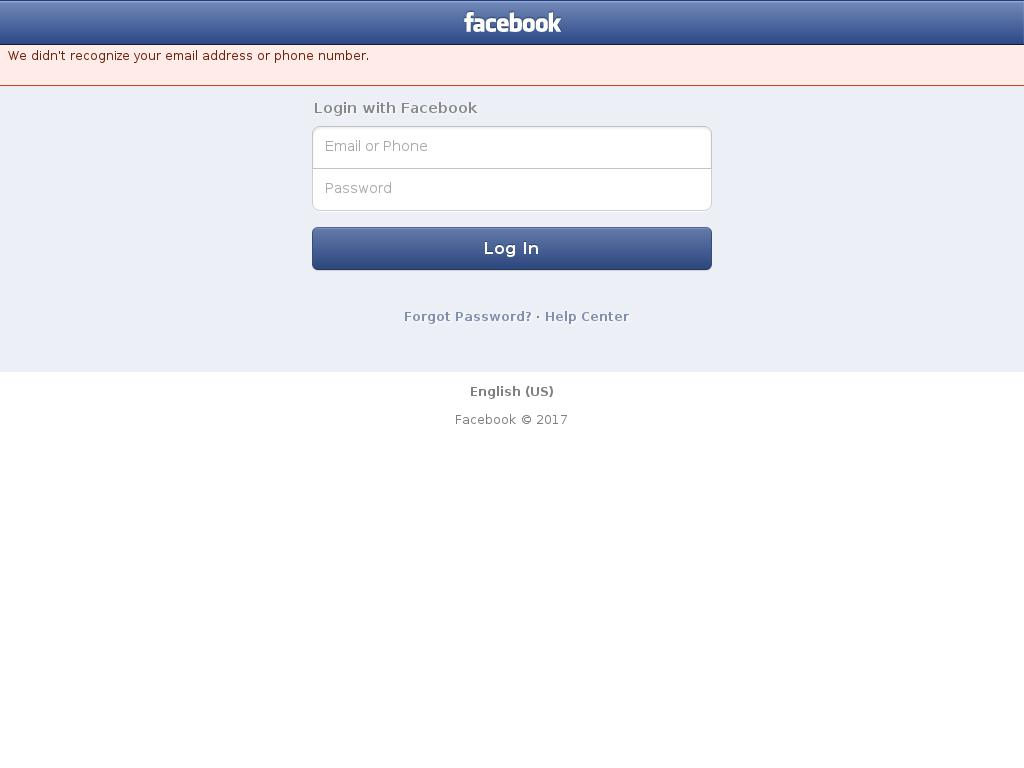 facebook
We didn't recognize your email address or phone number.
Login with Facebook
Email or Phone
Password
Log In
Forgot Password? · Help Center
English (US)
Facebook © 2017